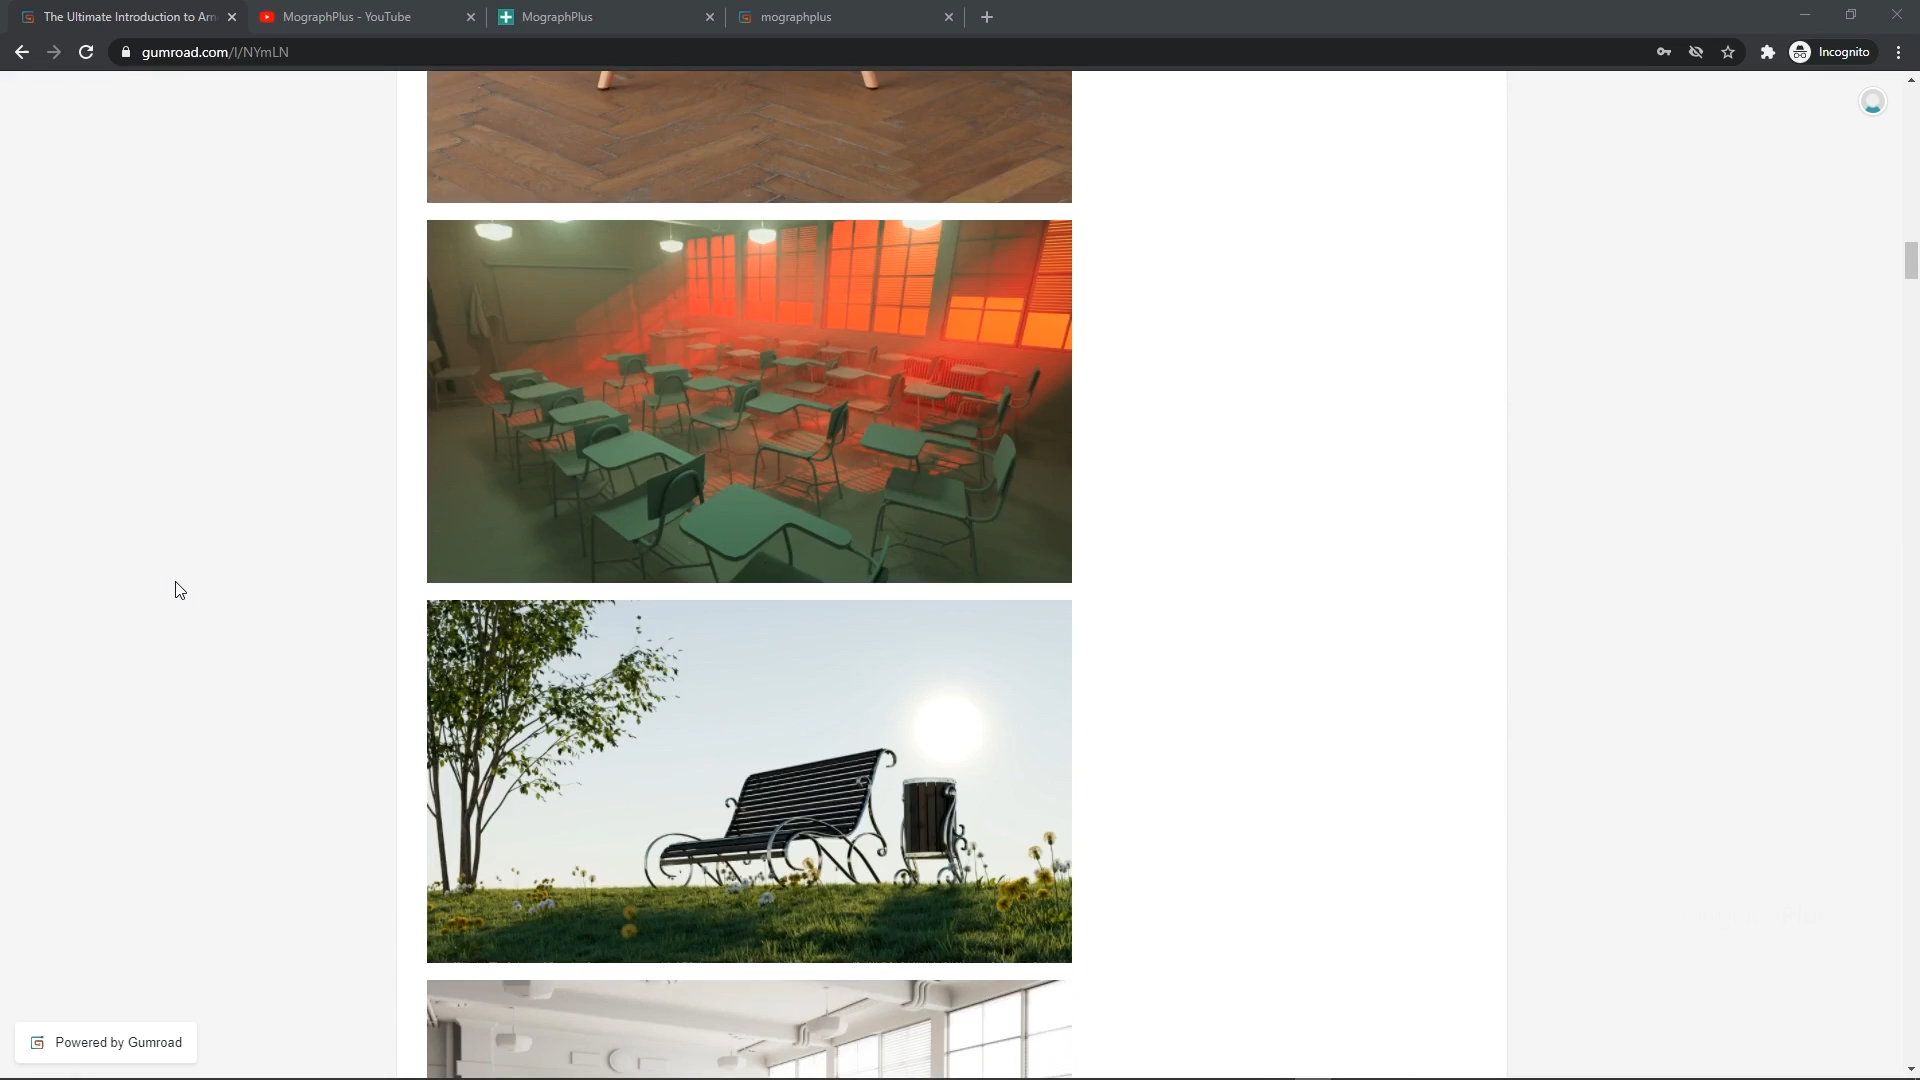 The Ultimate Introduction to Arn
MographPlus - YouTube
MographPlus
mographplus
gumroad.com/l/NYmLN
Incognito
Powered by Gumroad